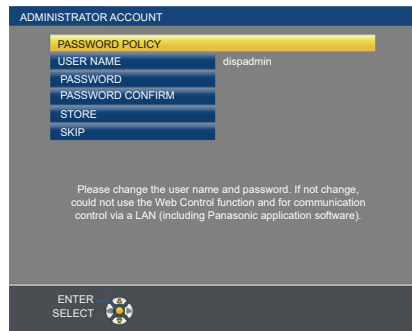 ADMINISTRATOR ACCOUNT
PASSWORD POLICY
USER NAME dispadmin
PASSWORD
PASSWORD CONFIRM
STORE
SKIP
Please change the user name and password. If not change,
could not use the Web Control function and for communication
control via a LAN (including Panasonic application software).
ENTER
SELECT